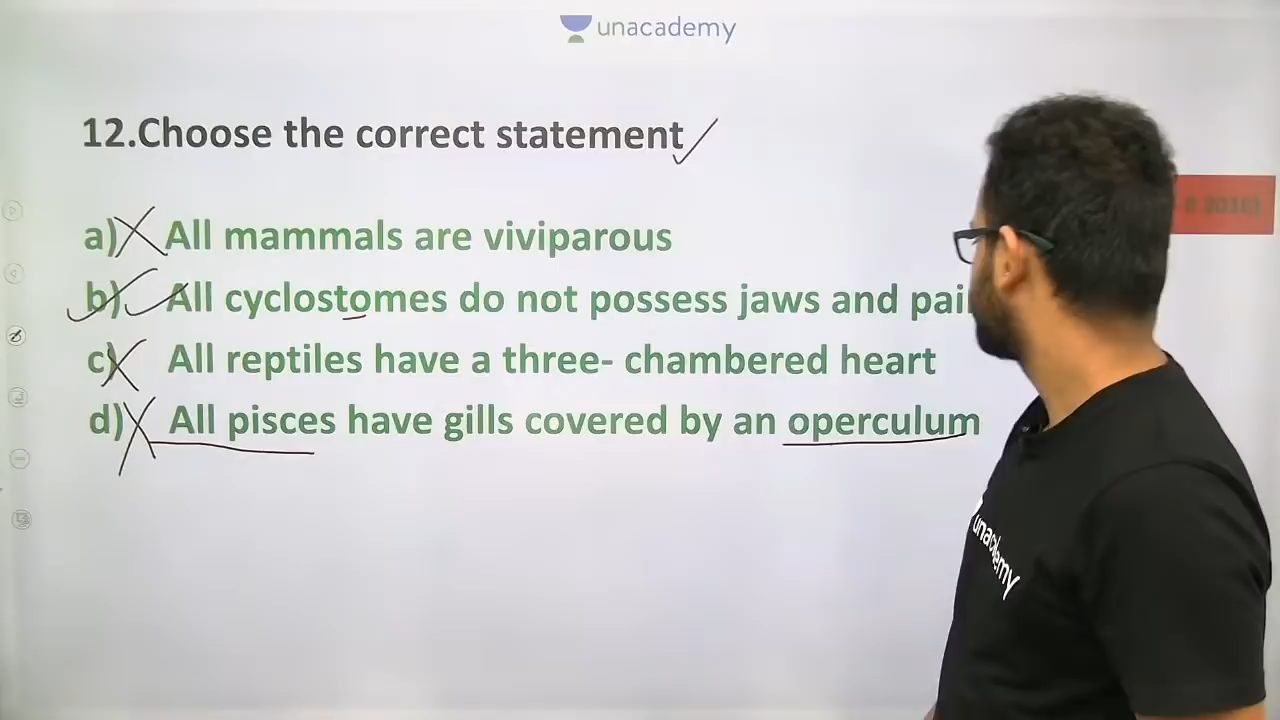 unacademy
12.Choose the correct statement
a) All mammals are viviparous
b) All cyclostomes do not possess jaws and
c) All reptiles have a three- chambered heart
d) All pisces have gills covered by an operculum
unacademy